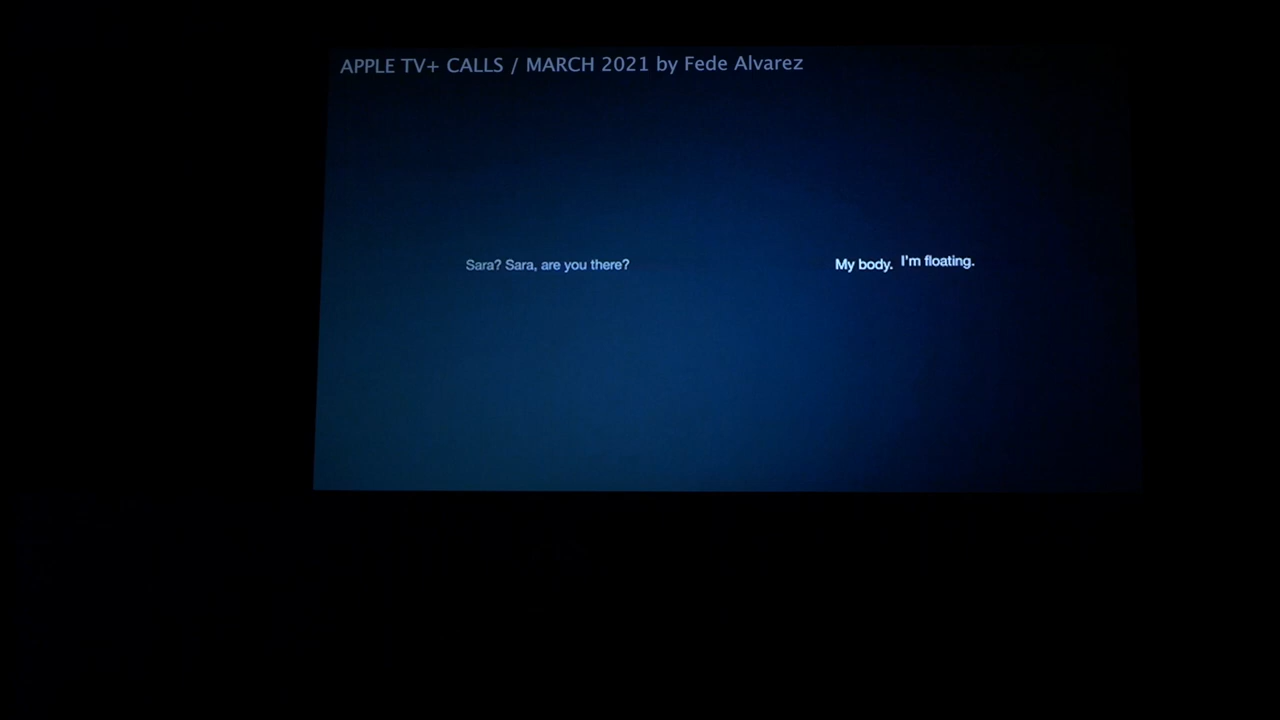 APPLE TV+ CALLS / MARCH 2021 by Fede Alvarez
Sara? Sara, are you there?
My body. I'm floating.